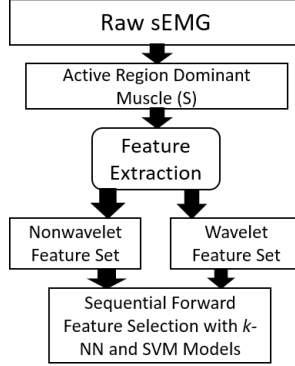 Raw sEMG
Active Region Dominant
Muscle (S)
Feature
Extraction
Nonwavelet
Feature Set
Wavelet
Feature Set
Sequential Forward
Feature Selection with k-
NN and SVM Models